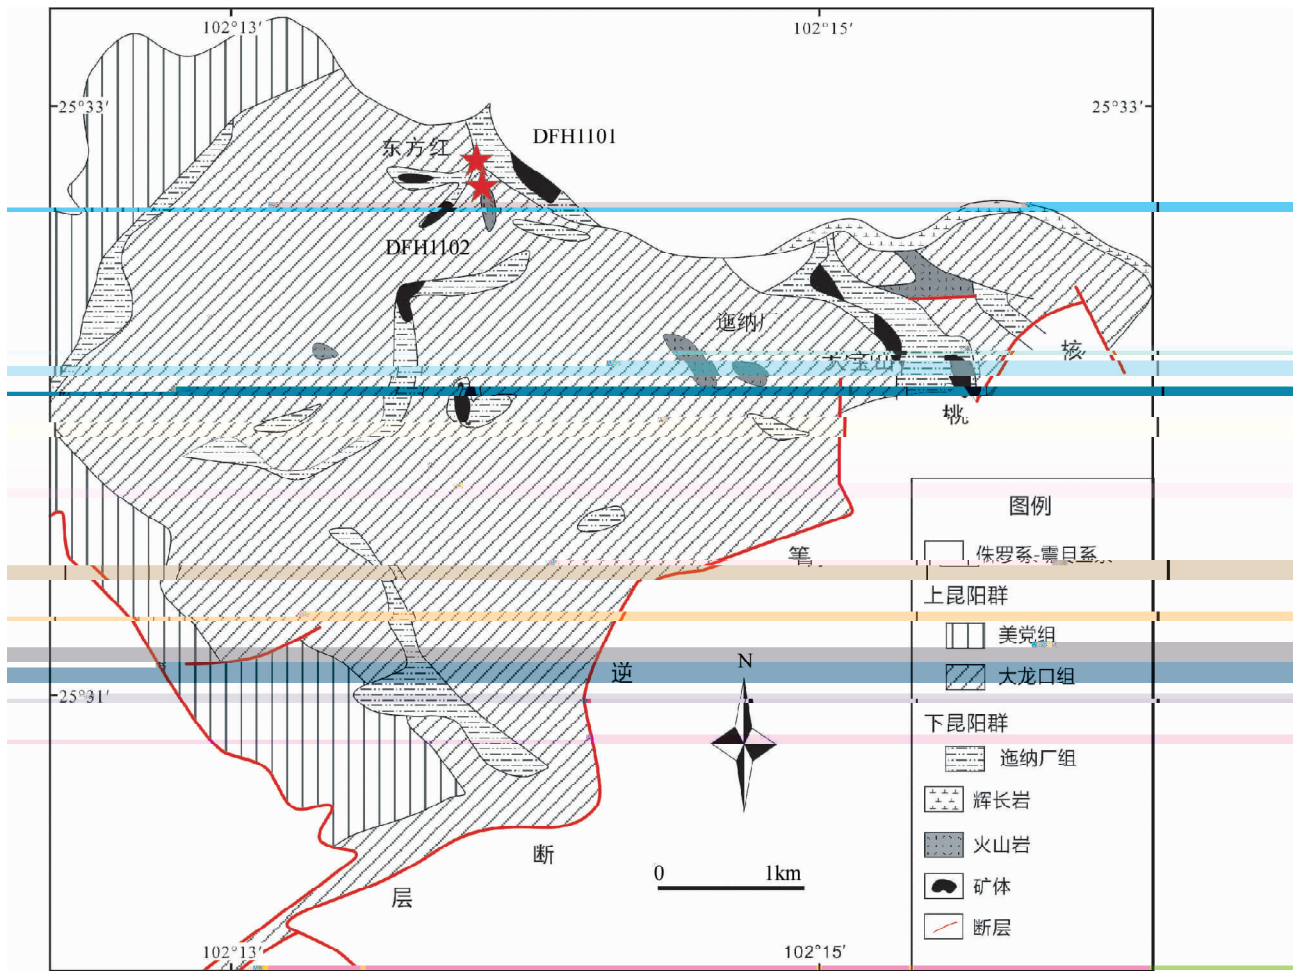 102°13′
102°15′
25°33′
25°33′
DFH1101
东方红
DFH1102
迤纳厂
大宝山
核
桃
箐
逆
断
层
25°31′
N
0 1km
102°13′
102°15′
图例
侏罗系-震旦系
上昆阳群
美党组
大龙口组
下昆阳群
迤纳厂组
辉长岩
火山岩
矿体
断层